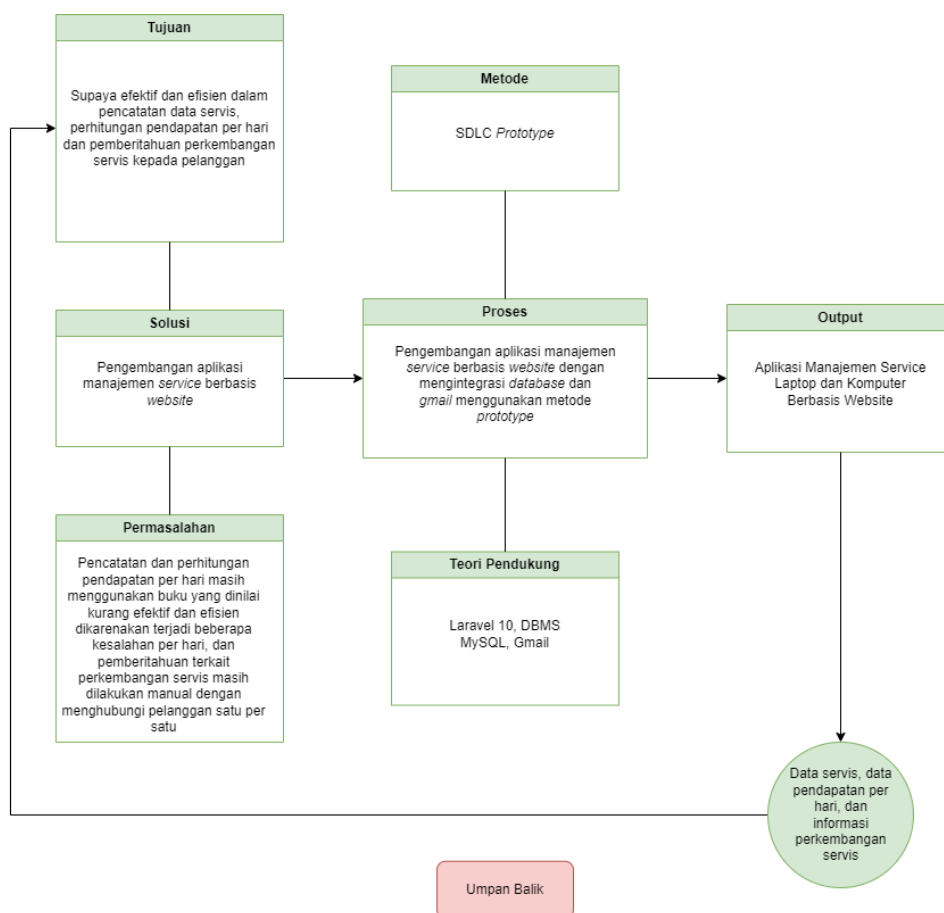 Tujuan
Supaya efektif dan efisien dalam
pencatatan data servis,
perhitungan pendapatan per hari
dan pemberitahuan perkembangan
servis kepada pelanggan
Metode
SDLC Prototype
Solusi
Pengembangan aplikasi
manajemen service berbasis
website
Proses
Pengembangan aplikasi manajemen
service berbasis website dengan
mengintegrasi database dan
gmail menggunakan metode
prototype
Output
Aplikasi Manajemen Service
Laptop dan Komputer
Berbasis Website
Permasalahan
Pencatatan dan perhitungan
pendapatan per hari masih
menggunakan buku yang dinilai
kurang efektif dan efisien
dikarenakan terjadi beberapa
kesalahan per hari, dan
pemberitahuan terkait
perkembangan servis masih
dilakukan manual dengan
menghubungi pelanggan satu per
satu
Teori Pendukung
Laravel 10, DBMS
MySQL, Gmail
Data servis, data
pendapatan per
hari, dan
informasi
perkembangan
servis
Umpan Balik